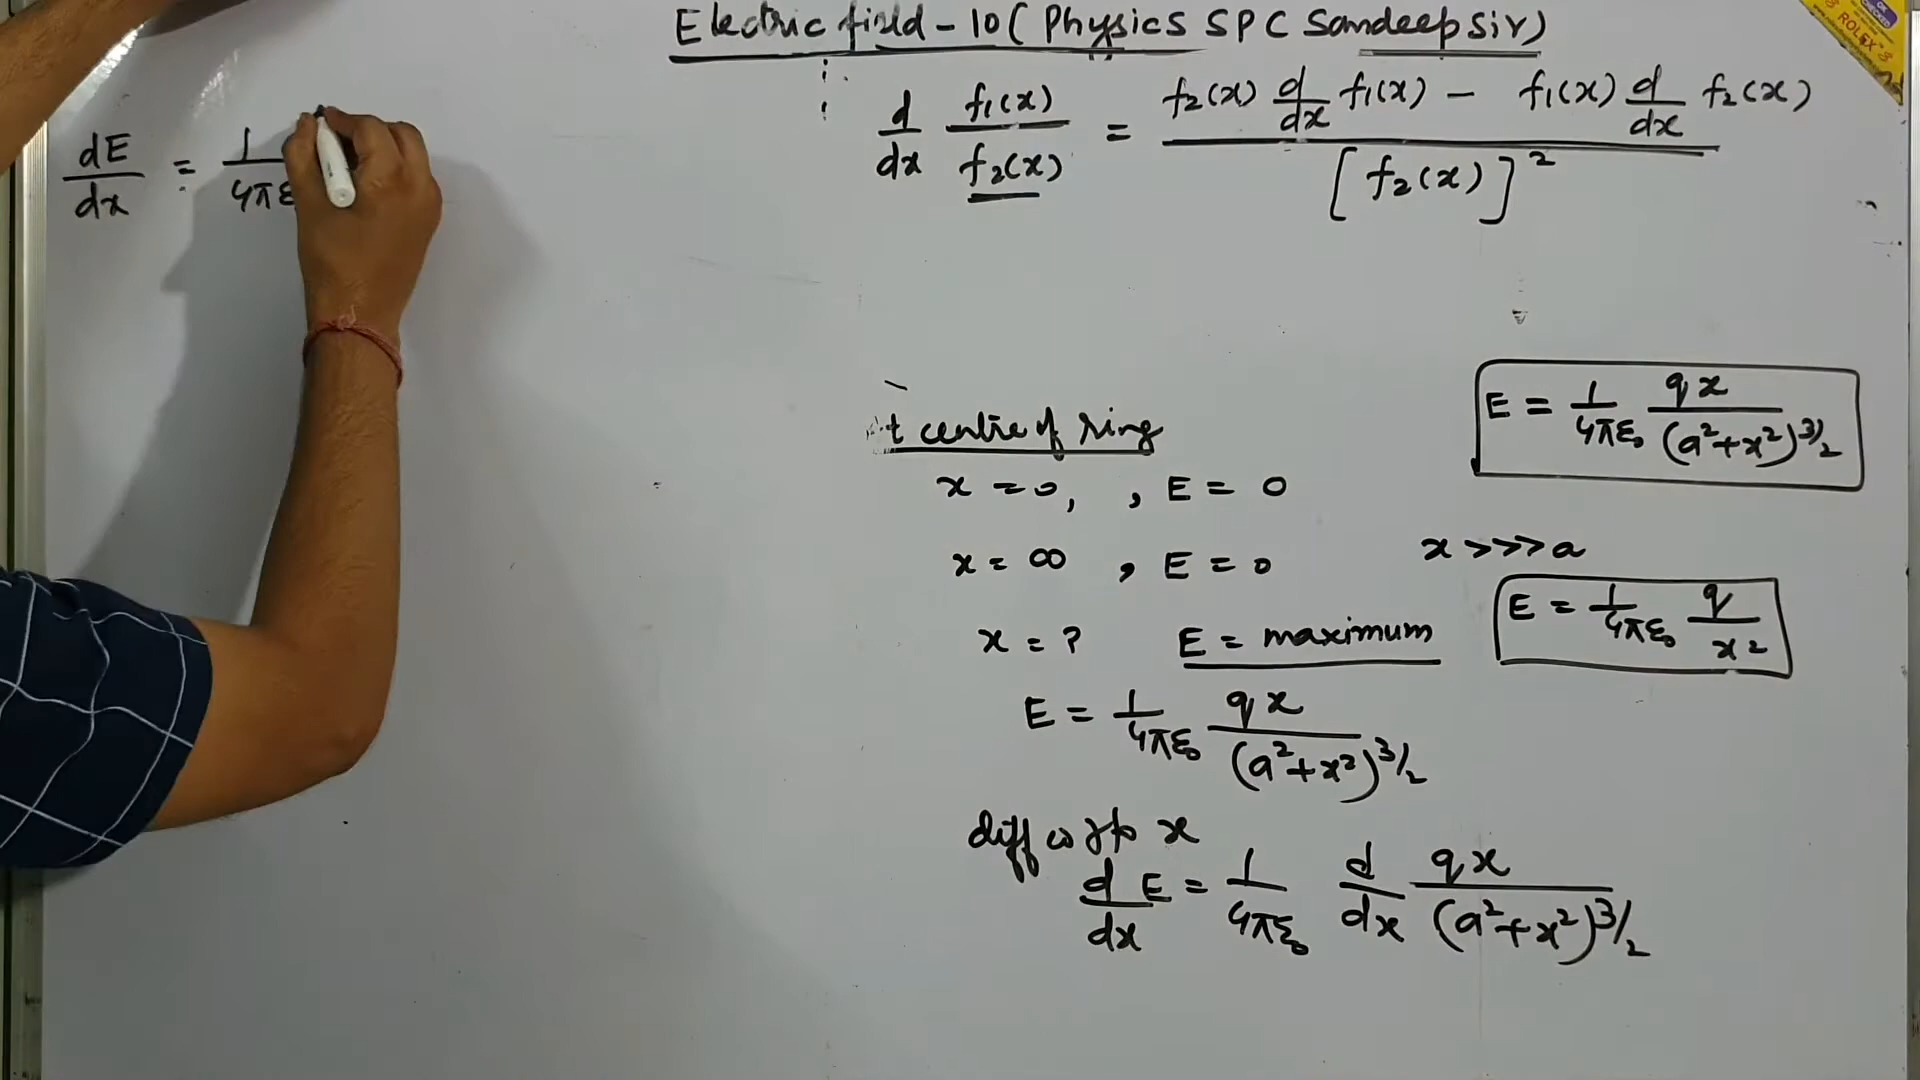 Electric field - 10 ( Physics SPC Sandeep Sir)
d/dx f₁(x)/f₂(x) = f₂(x) d/dx f₁(x) - f₁(x) d/dx f₂(x) / [f₂(x)]²
dE/dx = 1/4πε
t centre of ring
x = 0, , E = 0
x = ∞ , E = 0
x = ? E = maximum
E = 1/4πε₀ qx/(a²+x²)^3/2
diff w r to x
d/dx E = 1/4πε₀ d/dx qx/(a²+x²)^3/2
E = 1/4πε₀ qx/(a²+x²)^3/2
x >>> a
E = 1/4πε₀ q/x²
ROLEX